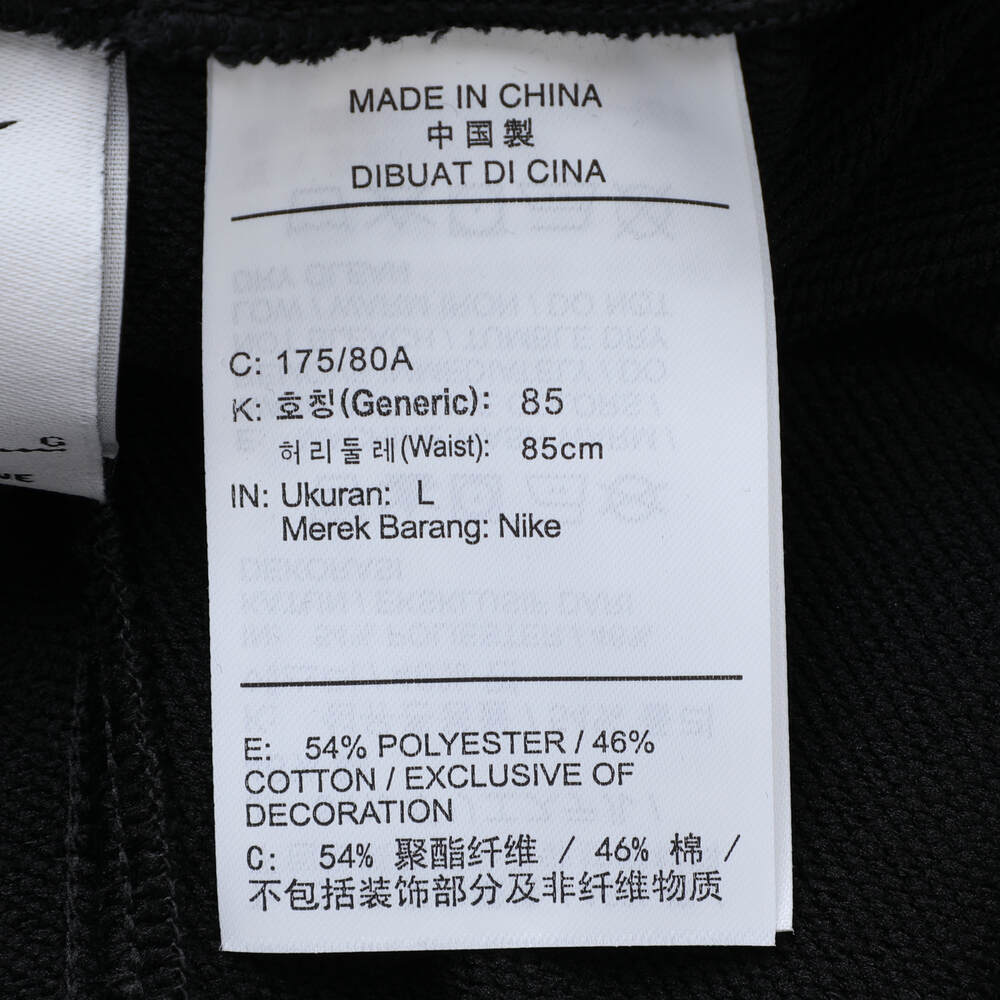 MADE IN CHINA
中国製
DIBUAT DI CINA
C: 175/80A
K: 호칭(Generic): 85
허리둘레(Waist): 85cm
IN: Ukuran: L
Merek Barang: Nike
E: 54% POLYESTER / 46%
COTTON / EXCLUSIVE OF
DECORATION
C: 54% 聚酯纤维 / 46% 棉 /
不包括装饰部分及非纤维物质